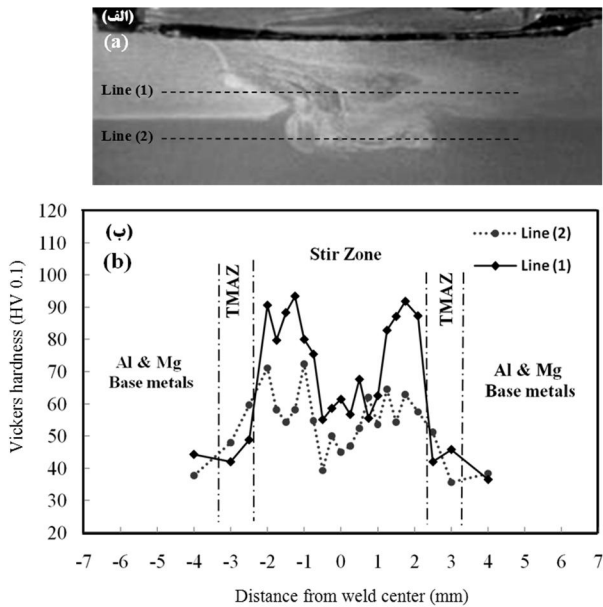 (الف)
(a)
Line (1)
Line (2)
120
110
100
90
80
70
60
50
40
30
20
Vickers hardness (HV 0.1)
(ب)
(b)
TMAZ
Stir Zone
TMAZ
Line (2)
Line (1)
Al & Mg
Base metals
Al & Mg
Base metals
-7 -6 -5 -4 -3 -2 -1 0 1 2 3 4 5 6 7
Distance from weld center (mm)